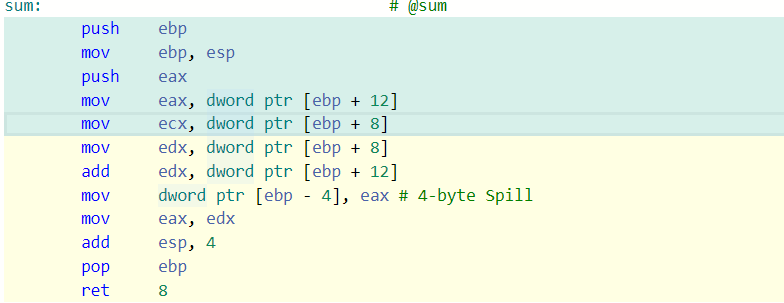 sum:                                    # @sum
        push    ebp
        mov     ebp, esp
        push    eax
        mov     eax, dword ptr [ebp + 12]
        mov     ecx, dword ptr [ebp + 8]
        mov     edx, dword ptr [ebp + 8]
        add     edx, dword ptr [ebp + 12]
        mov     dword ptr [ebp - 4], eax # 4-byte Spill
        mov     eax, edx
        add     esp, 4
        pop     ebp
        ret     8